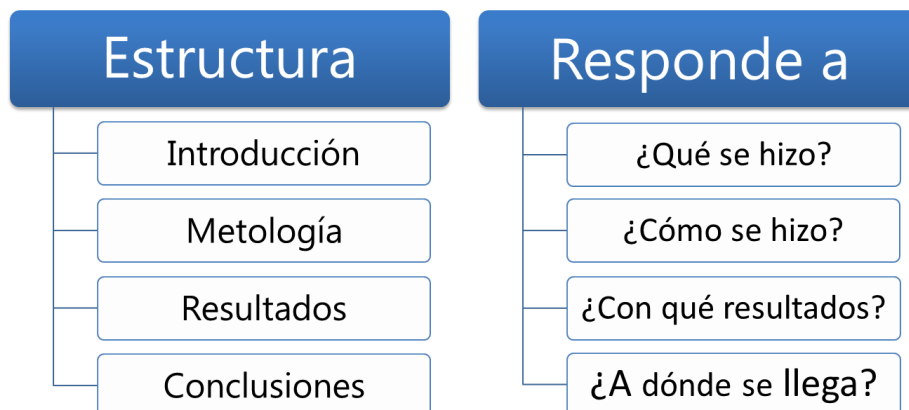 Estructura
Introducción
Metología
Resultados
Conclusiones
Responde a
¿Qué se hizo?
¿Cómo se hizo?
¿Con qué resultados?
¿A dónde se llega?